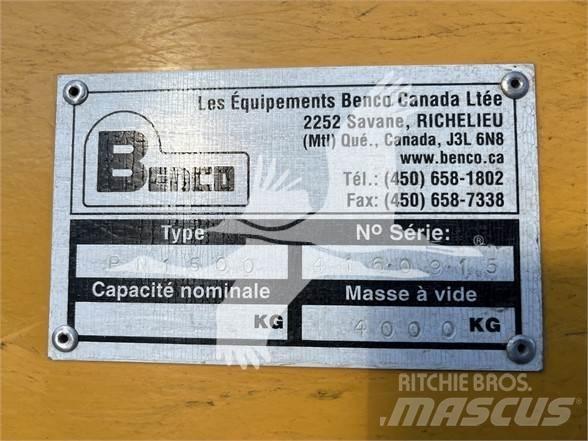 Benco
Les Équipements Benco Canada Ltée
2252 Savane, RICHELIEU
(Mtl) Qué., Canada, J3L 6N8
www.benco.ca
Tél.: (450) 658-1802
Fax: (450) 658-7338
Type
Nº Série:
4160915
®
Capacité nominale
KG
Masse à vide
4000 KG
RITCHIE BROS.
MASCUS